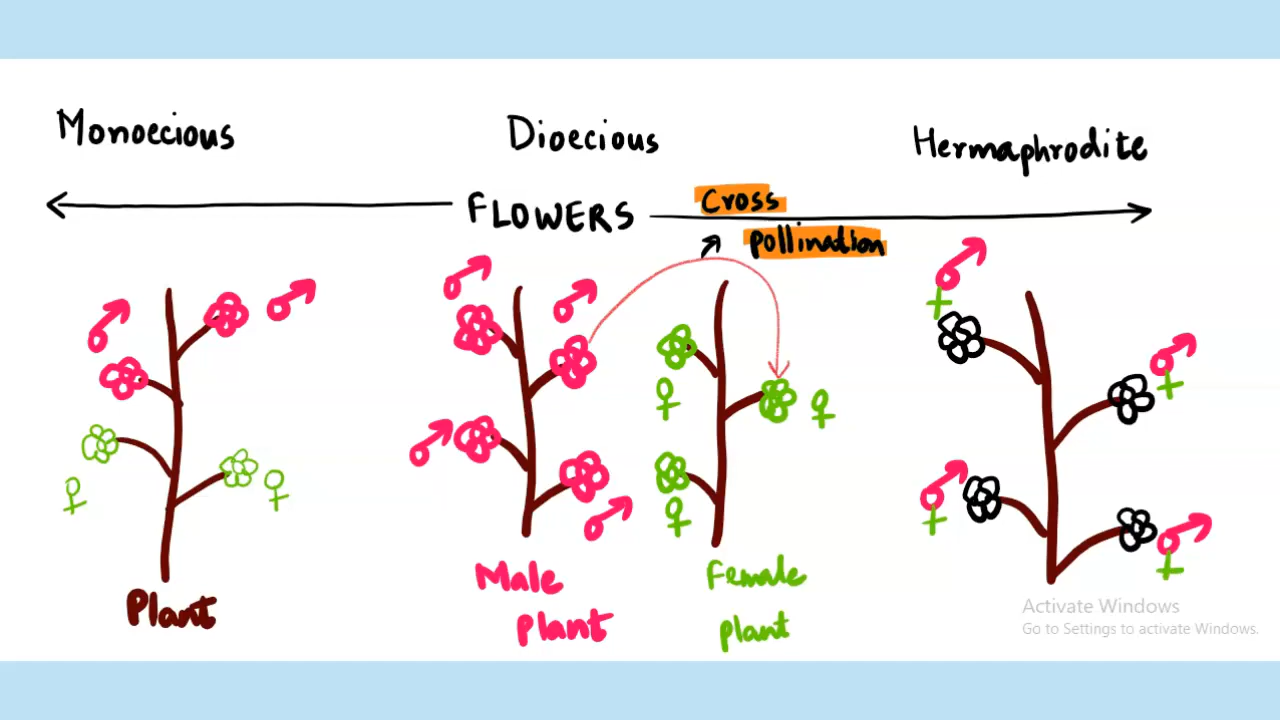 Monoecious
Dioecious
Hermaphrodite
FLOWERS
Cross
pollination
Plant
Male
plant
Female
plant
Activate Windows
Go to Settings to activate Windows.